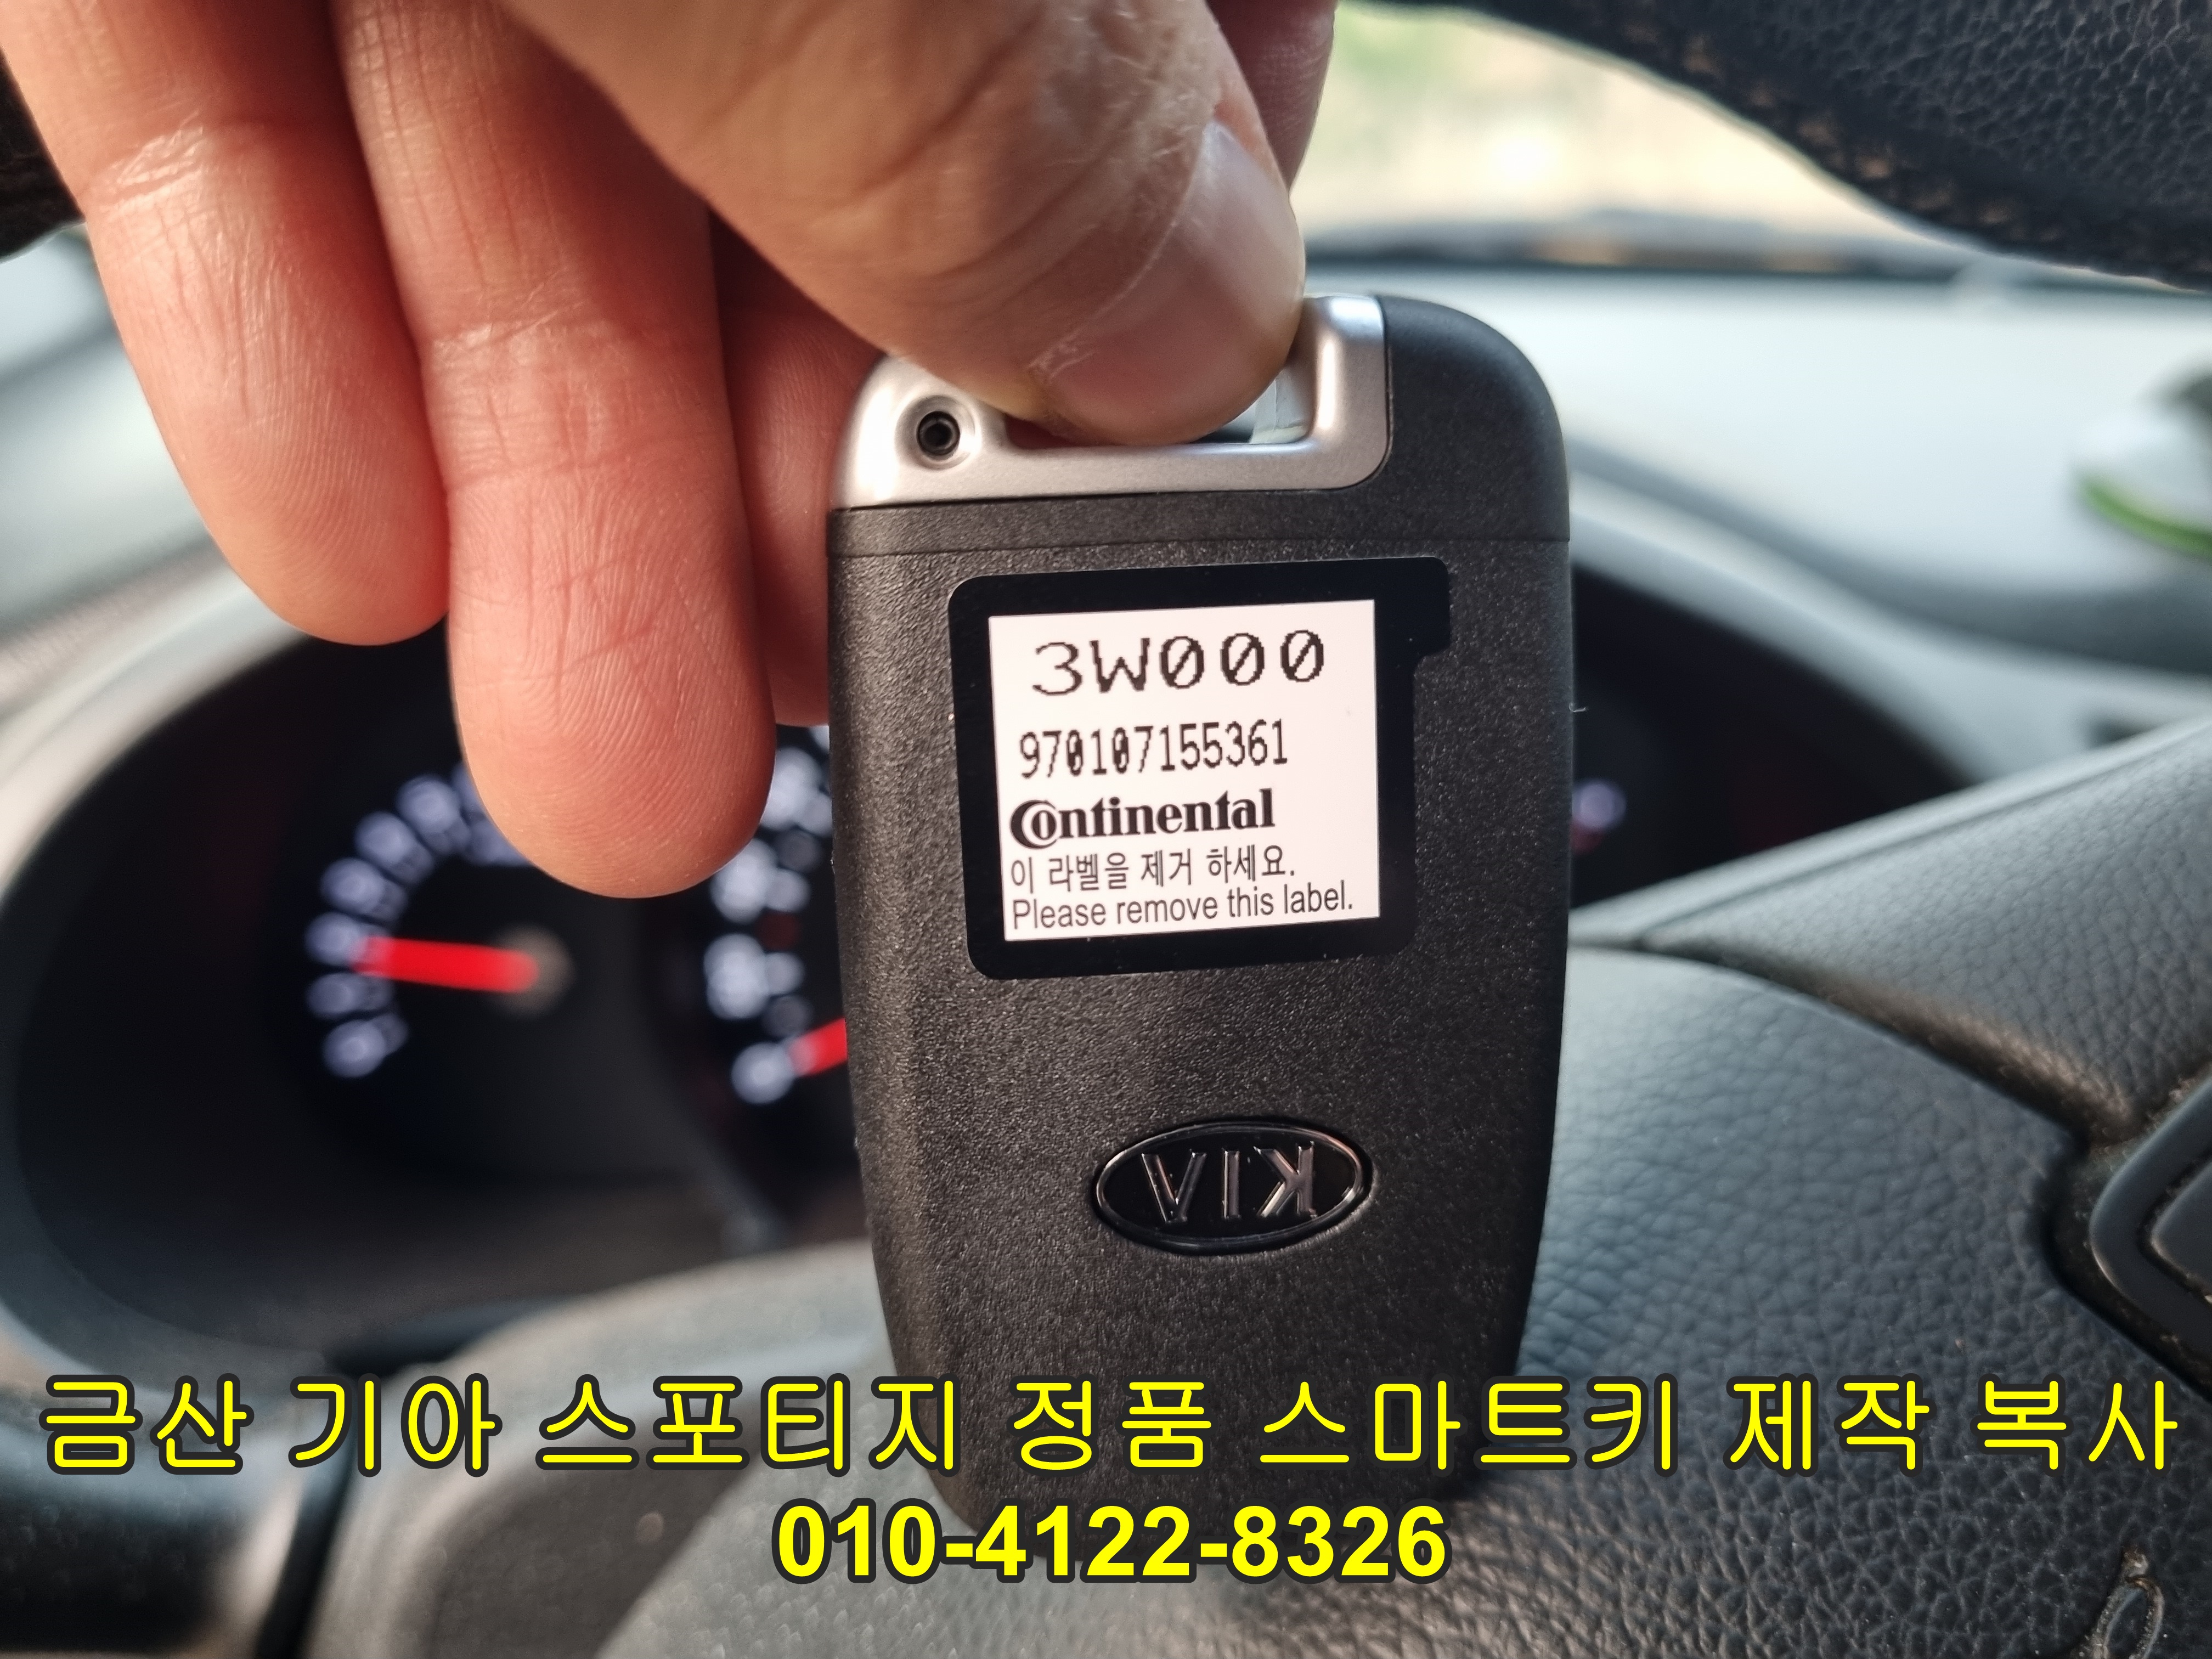 3W000
970107155361
Continental
이 라벨을 제거 하세요.
Please remove this label.
KIA
금산 기아 스포티지 정품 스마트키 제작 복사
010-4122-8326